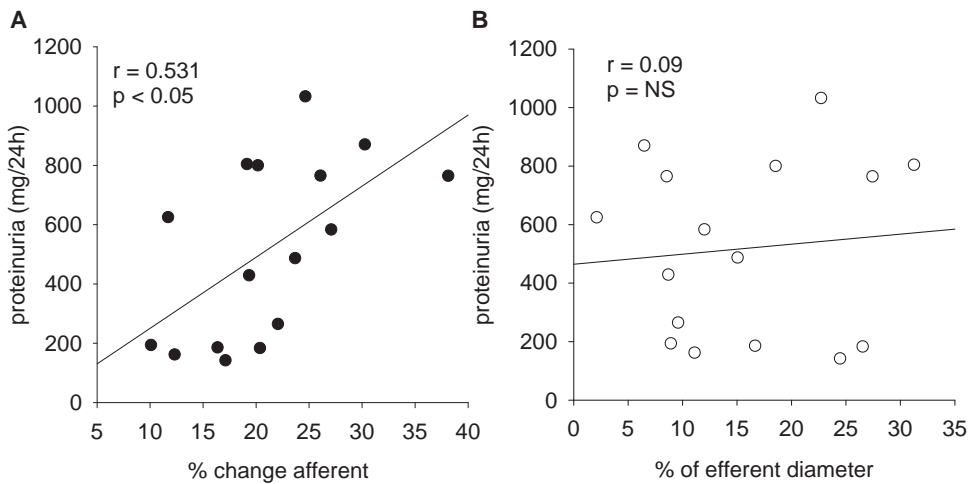 A
1200
1000
800
600
400
200
0
proteinuria (mg/24h)
r = 0.531
p < 0.05
5 10 15 20 25 30 35 40
% change afferent
B
1200
1000
800
600
400
200
0
proteinuria (mg/24h)
r = 0.09
p = NS
0 5 10 15 20 25 30 35
% of efferent diameter